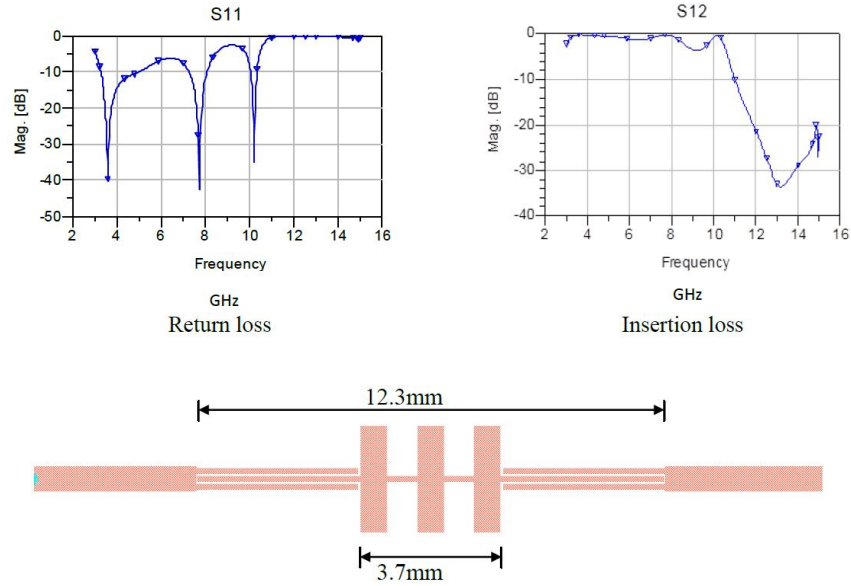 S11
Mag. [dB]
0
-10
-20
-30
-40
-50
2 4 6 8 10 12 14 16
Frequency
GHz
Return loss
S12
Mag. [dB]
0
-10
-20
-30
-40
2 4 6 8 10 12 14 16
Frequency
GHz
Insertion loss
12.3mm
3.7mm